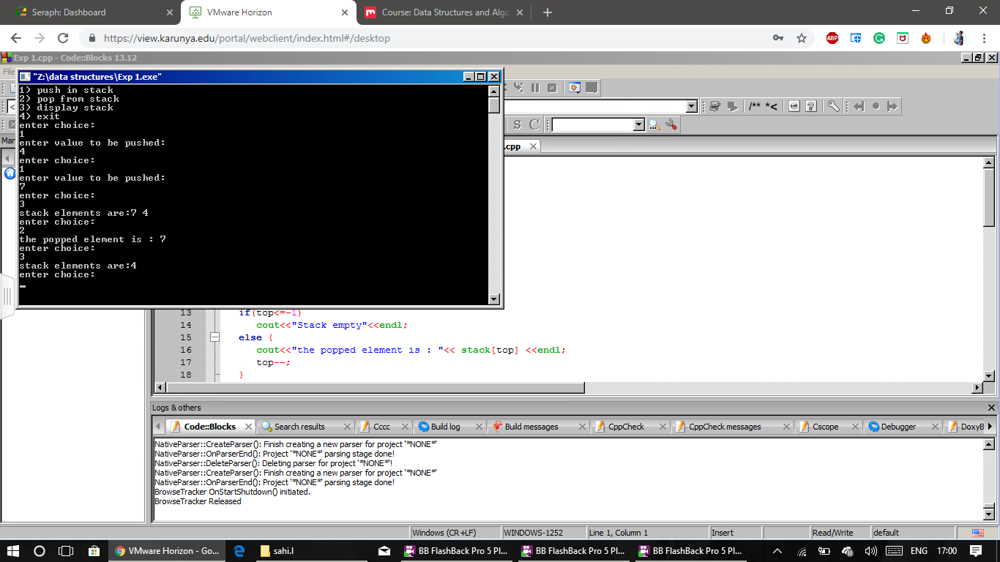 Seraph: Dashboard
VMware Horizon
Course: Data Structures and Algo
https://view.karunya.edu/portal/webclient/index.html#/desktop
ABP
Exp 1.cpp - Code::Blocks 13.12
File
"Z:\data structures\Exp 1.exe"
1) push in stack
2) pop from stack
3) display stack
4) exit
enter choice:
1
enter value to be pushed:
4
enter choice:
1
enter value to be pushed:
7
enter choice:
3
stack elements are:7 4
enter choice:
2
the popped element is : 7
enter choice:
3
stack elements are:4
enter choice:
/** *<
S C
Man
.cpp
13 if(top<=-1)
14 cout<<"Stack empty"<<endl;
15 else {
16 cout<<"the popped element is : "<< stack[top] <<endl;
17 top--;
18 }
Logs & others
Code::Blocks Search results Cccc Build log Build messages CppCheck CppCheck messages Cscope Debugger DoxyB
NativeParser::CreateParser(): Finish creating a new parser for project '*NONE*'
NativeParser::OnParserEnd(): Project '*NONE*' parsing stage done!
NativeParser::DeleteParser(): Deleting parser for project '*NONE*'!
NativeParser::CreateParser(): Finish creating a new parser for project '*NONE*'
NativeParser::OnParserEnd(): Project '*NONE*' parsing stage done!
BrowseTracker OnStartShutdown() initiated.
BrowseTracker Released
Windows (CR+LF) WINDOWS-1252 Line 1, Column 1 Insert Read/Write default
VMware Horizon - Go... sahi.l BB FlashBack Pro 5 Pl... BB FlashBack Pro 5 Pl... BB FlashBack Pro 5 Pl... ENG 17:00